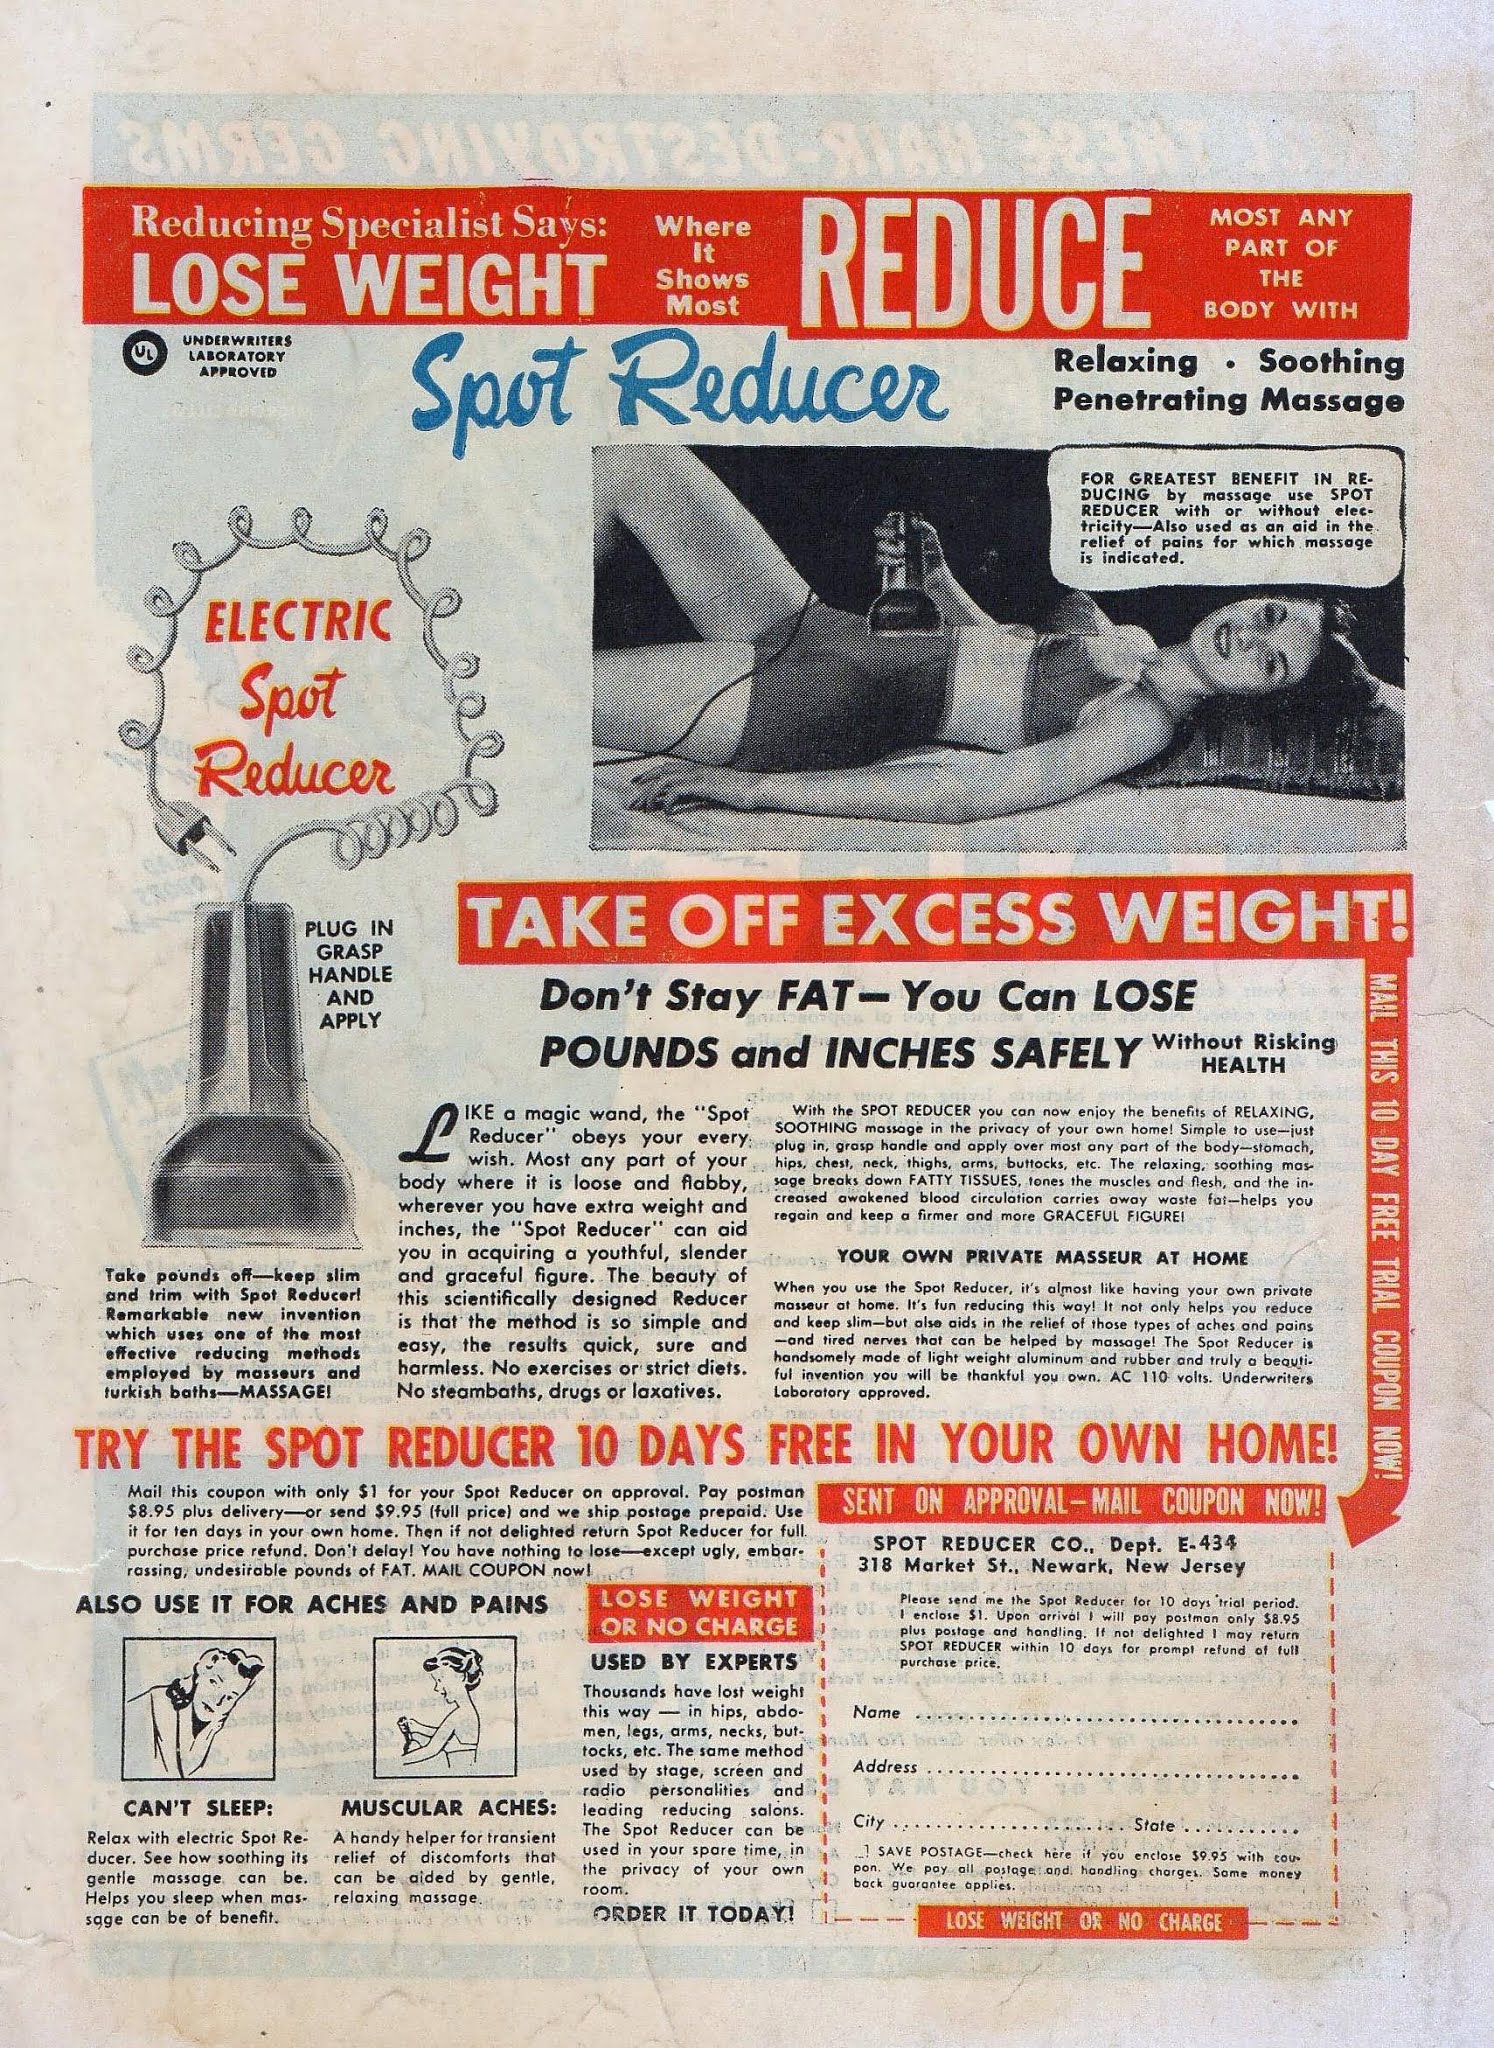 KILL THESE HAIR-DESTROYING GERMS
Reducing Specialist Says:
LOSE WEIGHT
Where
It
Shows
Most
REDUCE
MOST ANY
PART OF
THE
BODY WITH
UL
UNDERWRITERS
LABORATORY
APPROVED
Spot Reducer
Relaxing • Soothing
Penetrating Massage
FOR GREATEST BENEFIT IN RE-
DUCING by massage use SPOT
REDUCER with or without elec-
tricity—Also used as an aid in the
relief of pains for which massage
is indicated.
ELECTRIC
Spot
Reducer
PLUG IN
GRASP
HANDLE
AND
APPLY
Take pounds off—keep slim
and trim with Spot Reducer!
Remarkable new invention
which uses one of the most
effective reducing methods
employed by masseurs and
turkish baths—MASSAGE!
TAKE OFF EXCESS WEIGHT!
Don't Stay FAT— You Can LOSE
POUNDS and INCHES SAFELY Without Risking
HEALTH
MAIL THIS 10 DAY FREE TRIAL COUPON NOW!
LIKE a magic wand, the "Spot
Reducer" obeys your every
wish. Most any part of your
body where it is loose and flabby,
wherever you have extra weight and
inches, the "Spot Reducer" can aid
you in acquiring a youthful, slender
and graceful figure. The beauty of
this scientifically designed Reducer
is that the method is so simple and
easy, the results quick, sure and
harmless. No exercises or strict diets.
No steambaths, drugs or laxatives.
With the SPOT REDUCER you can now enjoy the benefits of RELAXING,
SOOTHING massage in the privacy of your own home! Simple to use—just
plug in, grasp handle and apply over most any part of the body—stomach,
hips, chest, neck, thighs, arms, buttocks, etc. The relaxing, soothing mas-
sage breaks down FATTY TISSUES, tones the muscles and flesh, and the in-
creased awakened blood circulation carries away waste fat—helps you
regain and keep a firmer and more GRACEFUL FIGURE!
YOUR OWN PRIVATE MASSEUR AT HOME
When you use the Spot Reducer, it's almost like having your own private
masseur at home. It's fun reducing this way! It not only helps you reduce
and keep slim—but also aids in the relief of those types of aches and pains
—and tired nerves that can be helped by massage! The Spot Reducer is
handsomely made of light weight aluminum and rubber and truly a beauti-
ful invention you will be thankful you own. AC 110 volts. Underwriters
Laboratory approved.
TRY THE SPOT REDUCER 10 DAYS FREE IN YOUR OWN HOME!
Mail this coupon with only $1 for your Spot Reducer on approval. Pay postman
$8.95 plus delivery—or send $9.95 (full price) and we ship postage prepaid. Use
it for ten days in your own home. Then if not delighted return Spot Reducer for full
purchase price refund. Don't delay! You have nothing to lose—except ugly, embar-
rassing, undesirable pounds of FAT. MAIL COUPON now!
ALSO USE IT FOR ACHES AND PAINS
CAN'T SLEEP:
Relax with electric Spot Re-
ducer. See how soothing its
gentle massage can be.
Helps you sleep when mas-
sage can be of benefit.
MUSCULAR ACHES:
A handy helper for transient
relief of discomforts that
can be aided by gentle,
relaxing massage.
LOSE WEIGHT
OR NO CHARGE
USED BY EXPERTS
Thousands have lost weight
this way — in hips, abdo-
men, legs, arms, necks, but-
tocks, etc. The same method
used by stage, screen and
radio personalities and
leading reducing salons.
The Spot Reducer can be
used in your spare time, in
the privacy of your own
room.
ORDER IT TODAY!
SENT ON APPROVAL—MAIL COUPON NOW!
SPOT REDUCER CO., Dept. E-434
318 Market St., Newark, New Jersey
Please send me the Spot Reducer for 10 days trial period.
I enclose $1. Upon arrival I will pay postman only $8.95
plus postage and handling. If not delighted I may return
SPOT REDUCER within 10 days for prompt refund of full
purchase price.
Name
Address
City State
SAVE POSTAGE—check here if you enclose $9.95 with cou-
pon. We pay all postage and handling charges. Same money
back guarantee applies.
LOSE WEIGHT OR NO CHARGE